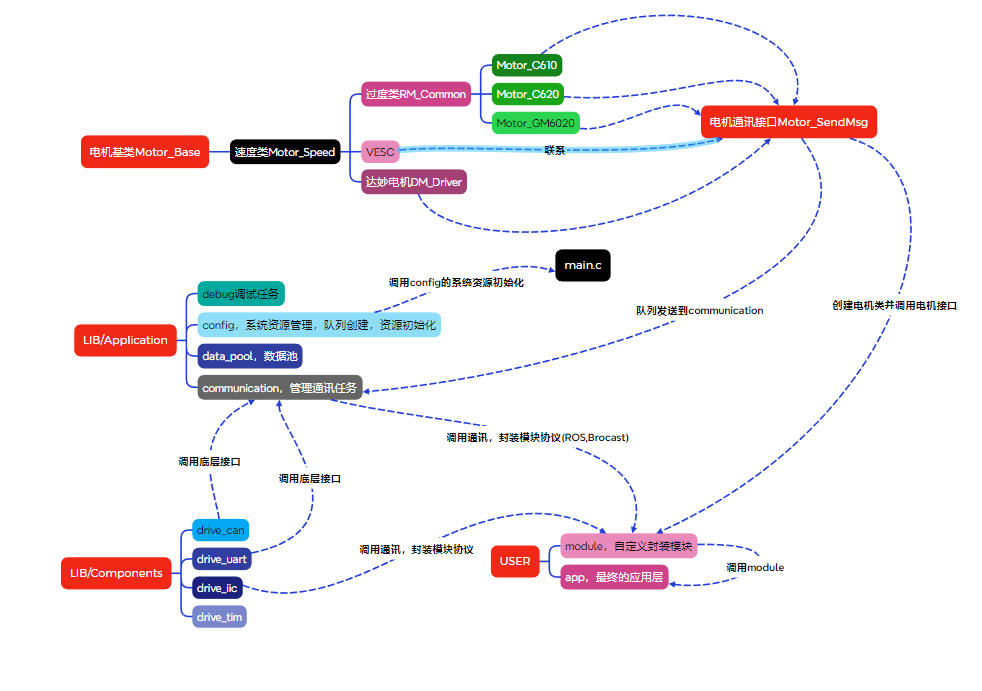 Motor_C610
过度类RM_Common
Motor_C620
Motor_GM6020
电机通讯接口Motor_SendMsg
电机基类Motor_Base
速度类Motor_Speed
VESC
联系
达妙电机DM_Driver
main.c
调用config的系统资源初始化
debug调试任务
队列发送到communication
创建电机类并调用电机接口
config，系统资源管理，队列创建，资源初始化
LIB/Application
data_pool，数据池
communication，管理通讯任务
调用通讯，封装模块协议(ROS,Brocast)
调用底层接口
调用底层接口
drive_can
调用通讯，封装模块协议
module，自定义封装模块
drive_uart
USER
调用module
LIB/Components
app，是终的应用层
drive_iic
drive_tim